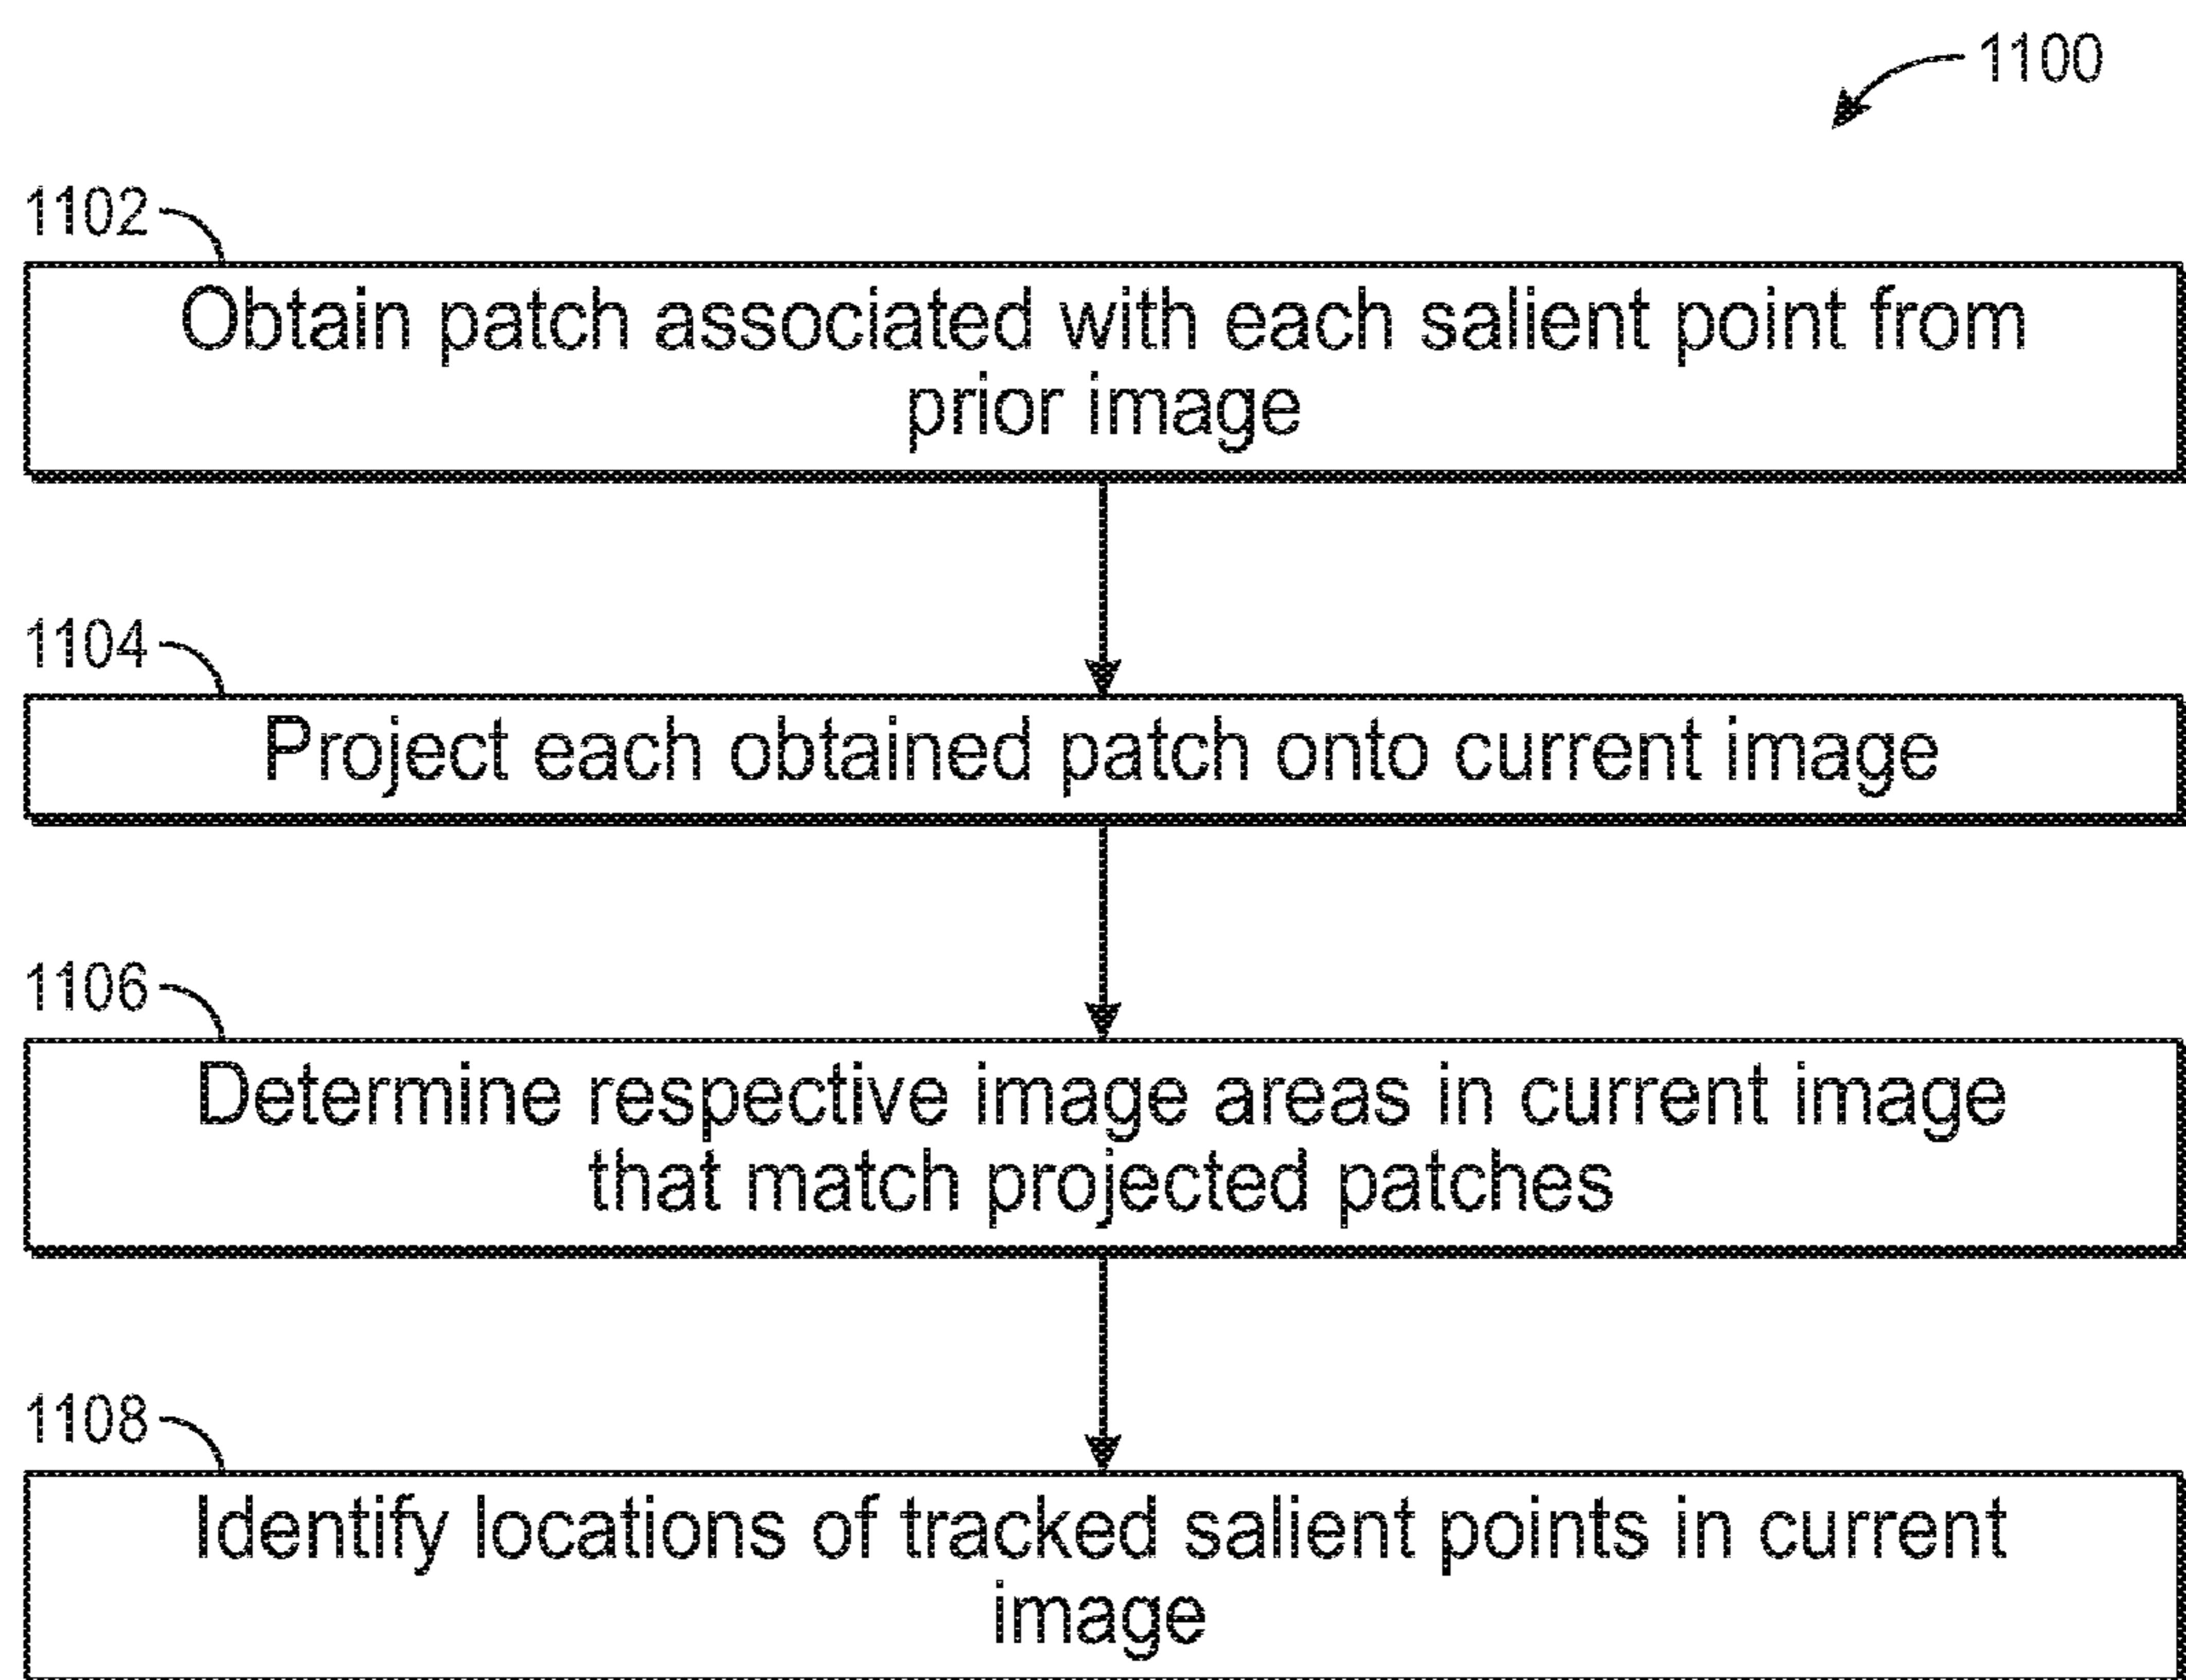 1100
1102
Obtain patch associated with each salient point from
prior image
1104
Project each obtained patch onto current image
1106
Determine respective image areas in current image
that match projected patches
1108
Identify locations of tracked salient points in current
image